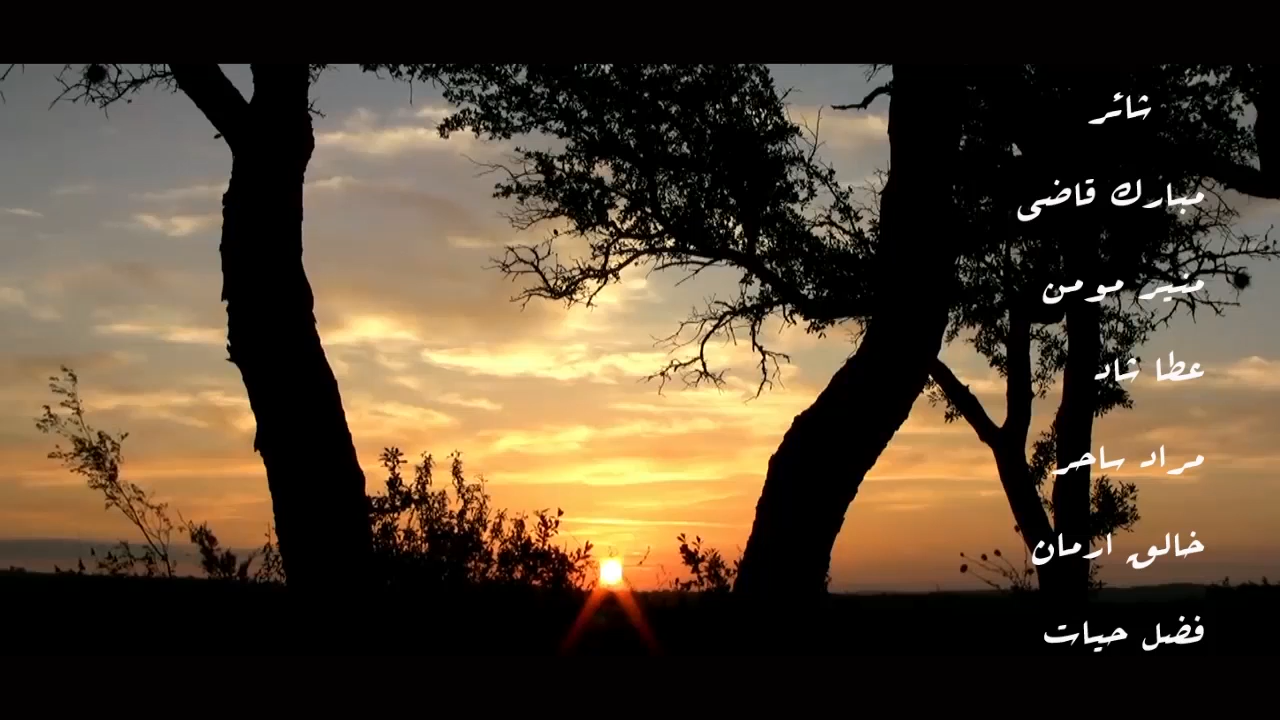 شائر
مبارک قاضی
منیر مومن
عطا شاد
مراد ساحر
خالق ارمان
فضل حیات